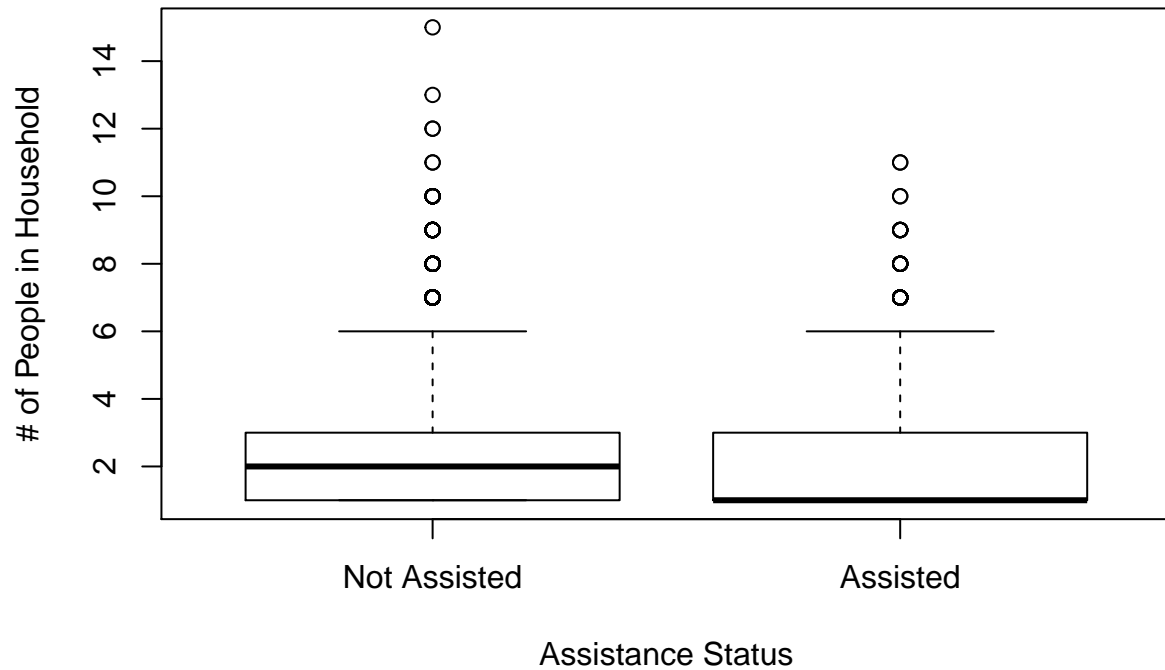 # of People in Household
14
12
10
8
6
4
2
Not Assisted
Assisted
Assistance Status